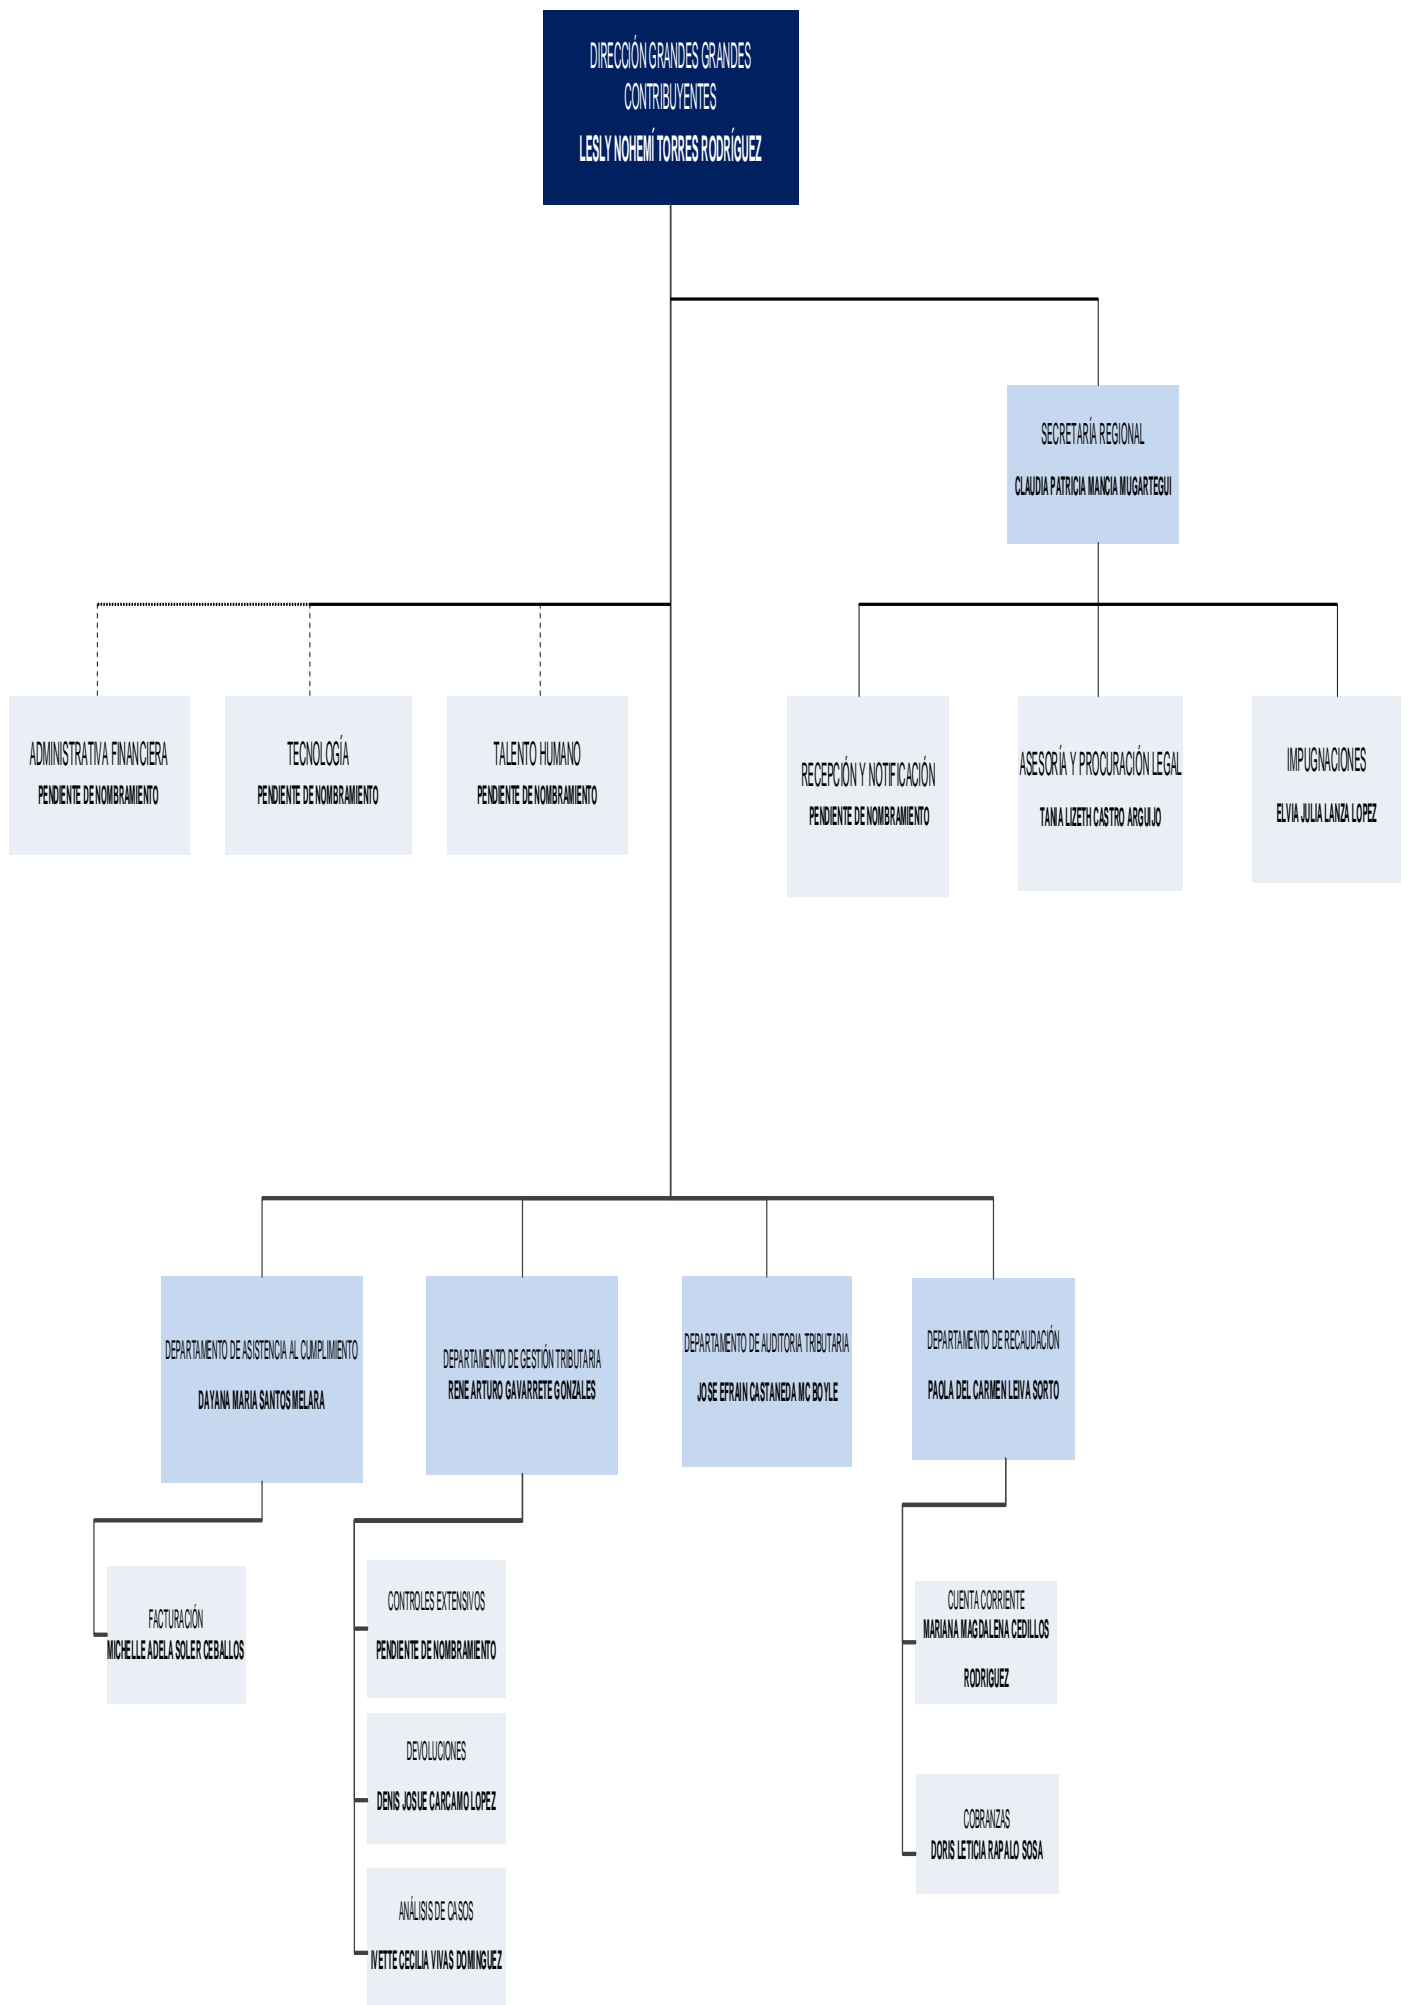 DIRECCIÓN GRANDES GRANDES
CONTRIBUYENTES
LESLY NOHEMÍ TORRES RODRÍGUEZ
SECRETARÍA REGIONAL
CLAUDIA PATRICIA MANCIA MUGARTEGUI
ADMINISTRATIVA FINANCIERA
PENDIENTE DE NOMBRAMIENTO
TECNOLOGÍA
PENDIENTE DE NOMBRAMIENTO
TALENTO HUMANO
PENDIENTE DE NOMBRAMIENTO
RECEPCIÓN Y NOTIFICACIÓN
PENDIENTE DE NOMBRAMIENTO
ASESORÍA Y PROCURACIÓN LEGAL
TANIA LIZETH CASTRO ARGUIJO
IMPUGNACIONES
ELVIA JULIA LANZA LOPEZ
DEPARTAMENTO DE ASISTENCIA AL CUMPLIMIENTO
DAYANA MARIA SANTOS MELARA
DEPARTAMENTO DE GESTIÓN TRIBUTARIA
RENE ARTURO GAVARRETE GONZALES
DEPARTAMENTO DE AUDITORIA TRIBUTARIA
JOSE EFRAIN CASTANEDA MC BOYLE
DEPARTAMENTO DE RECAUDACIÓN
PAOLA DEL CARMEN LEIVA SORTO
FACTURACIÓN
MICHELLE ADELA SOLER CEBALLOS
CONTROLES EXTENSIVOS
PENDIENTE DE NOMBRAMIENTO
DEVOLUCIONES
DENIS JOSUE CARCAMO LOPEZ
ANÁLISIS DE CASOS
IVETTE CECILIA VIVAS DOMINGUEZ
CUENTA CORRIENTE
MARIANA MAGDALENA CEDILLOS
RODRIGUEZ
COBRANZAS
DORIS LETICIA RAPALO SOSA